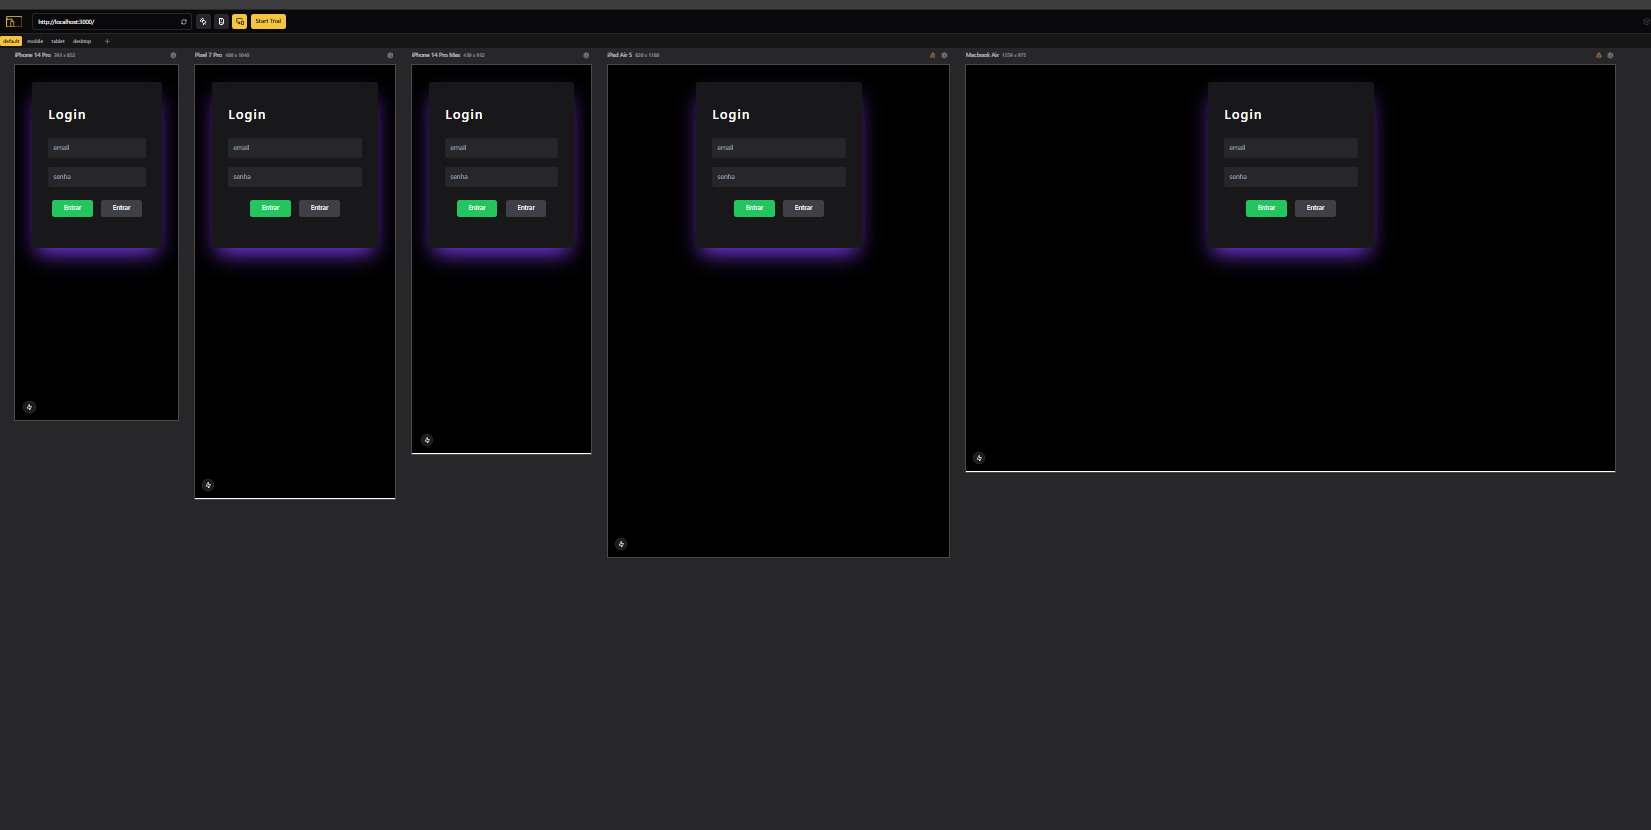 http://localhost:3000/ Start Trial
default mobile tablet desktop +
iPhone 14 Pro 393 x 852
Login
email
senha
Entrar Entrar
Pixel 7 Pro 480 x 1040
Login
email
senha
Entrar Entrar
iPhone 14 Pro Max 430 x 932
Login
email
senha
Entrar Entrar
iPad Air 5 820 x 1180
Login
email
senha
Entrar Entrar
Macbook Air 1559 x 975
Login
email
senha
Entrar Entrar